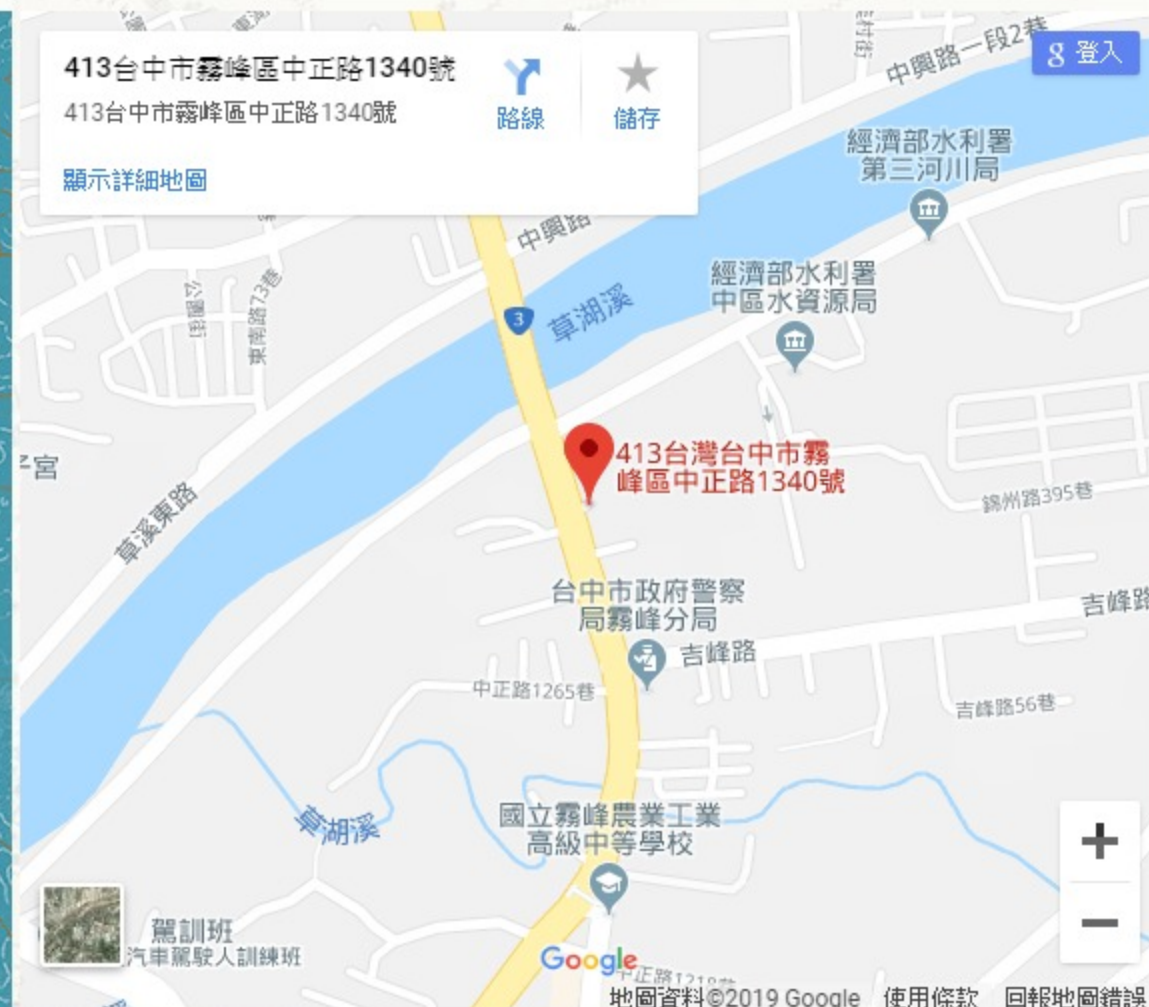 413台中市霧峰區中正路1340號
413台中市霧峰區中正路1340號
顯示詳細地圖
路線
儲存
登入
中興路一段2巷
經濟部水利署
第三河川局
中興路
公園街
東南路73巷
3
草湖溪
經濟部水利署
中區水資源局
413台灣台中市霧
峰區中正路1340號
錦州路395巷
草溪東路
台中市政府警察
局霧峰分局
吉峰路
吉峰路
中正路1265巷
吉峰路56巷
草湖溪
國立霧峰農業工業
高級中等學校
駕訓班
汽車駕駛人訓練班
+
−
Google
地圖資料©2019 Google
使用條款
回報地圖錯誤